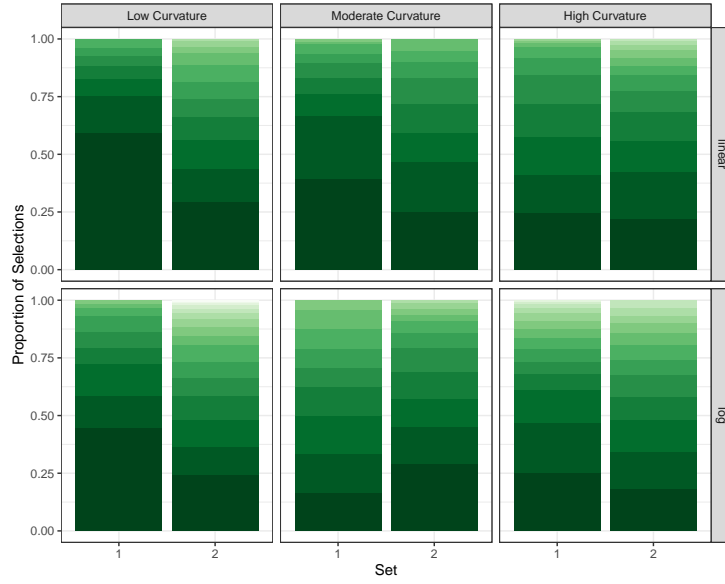 Low Curvature Moderate Curvature High Curvature
1.00
0.75
0.50
0.25
0.00
linear
1.00
0.75
0.50
0.25
0.00
log
Proportion of Selections
1 2 1 2 1 2
Set